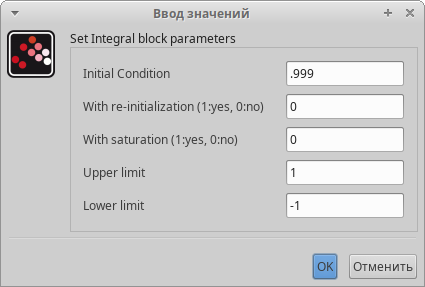 Ввод значений
Set Integral block parameters
Initial Condition .999
With re-initialization (1:yes, 0:no) 0
With saturation (1:yes, 0:no) 0
Upper limit 1
Lower limit -1
OK Отменить